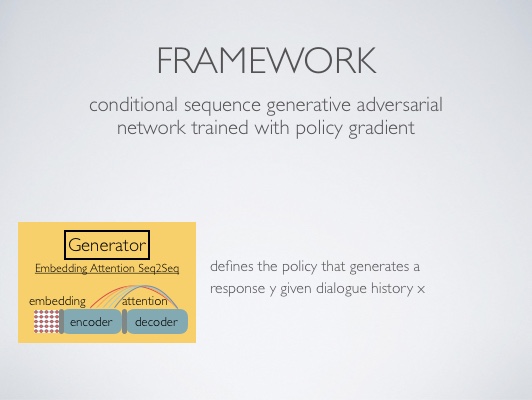 FRAMEWORK
conditional sequence generative adversarial
network trained with policy gradient
Generator
Embedding Attention Seq2Seq
embedding attention
encoder decoder
defines the policy that generates a
response y given dialogue history x